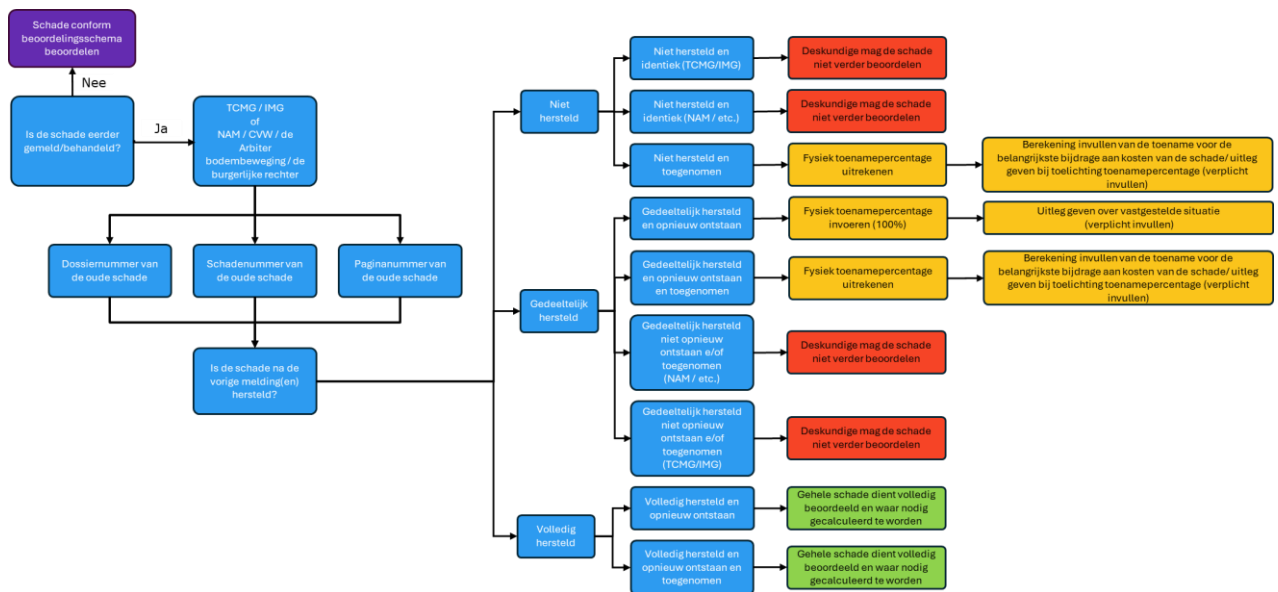 Schade conform
beoordelingsschema
beoordelen
Nee
Is de schade eerder
gemeld/behandeld?
Ja
TCMG / IMG
of
NAM / CVW / de
Arbiter
bodembeweging / de
burgerlijke rechter
Dossiernummer van
de oude schade
Schadenummer van
de oude schade
Paginanummer van
de oude schade
Is de schade na de
vorige melding(en)
hersteld?
Niet
hersteld
Niet hersteld en
identiek (TCMG/IMG)
Deskundige mag de schade
niet verder beoordelen
Niet hersteld en
identiek (NAM / etc.)
Deskundige mag de schade
niet verder beoordelen
Niet hersteld en
toegenomen
Fysiek toenamepercentage
uitrekenen
Berekening invullen van de toename voor de
belangrijkste bijdrage aan kosten van de schade/ uitleg
geven bij toelichting toenamepercentage (verplicht
invullen)
Gedeeltelijk
hersteld
Gedeeltelijk hersteld
en opnieuw ontstaan
Fysiek toenamepercentage
invoeren (100%)
Uitleg geven over vastgestelde situatie
(verplicht invullen)
Gedeeltelijk hersteld
en opnieuw ontstaan
en toegenomen
Fysiek toenamepercentage
uitrekenen
Berekening invullen van de toename voor de
belangrijkste bijdrage aan kosten van de schade/ uitleg
geven bij toelichting toenamepercentage (verplicht
invullen)
Gedeeltelijk hersteld
niet opnieuw
ontstaan e/of
toegenomen
(NAM / etc.)
Deskundige mag de schade
niet verder beoordelen
Gedeeltelijk hersteld
niet opnieuw
ontstaan e/of
toegenomen
(TCMG/IMG)
Deskundige mag de schade
niet verder beoordelen
Volledig
hersteld
Volledig hersteld en
opnieuw ontstaan
Gehele schade dient volledig
beoordeeld en waar nodig
gecalculeerd te worden
Volledig hersteld en
opnieuw ontstaan en
toegenomen
Gehele schade dient volledig
beoordeeld en waar nodig
gecalculeerd te worden